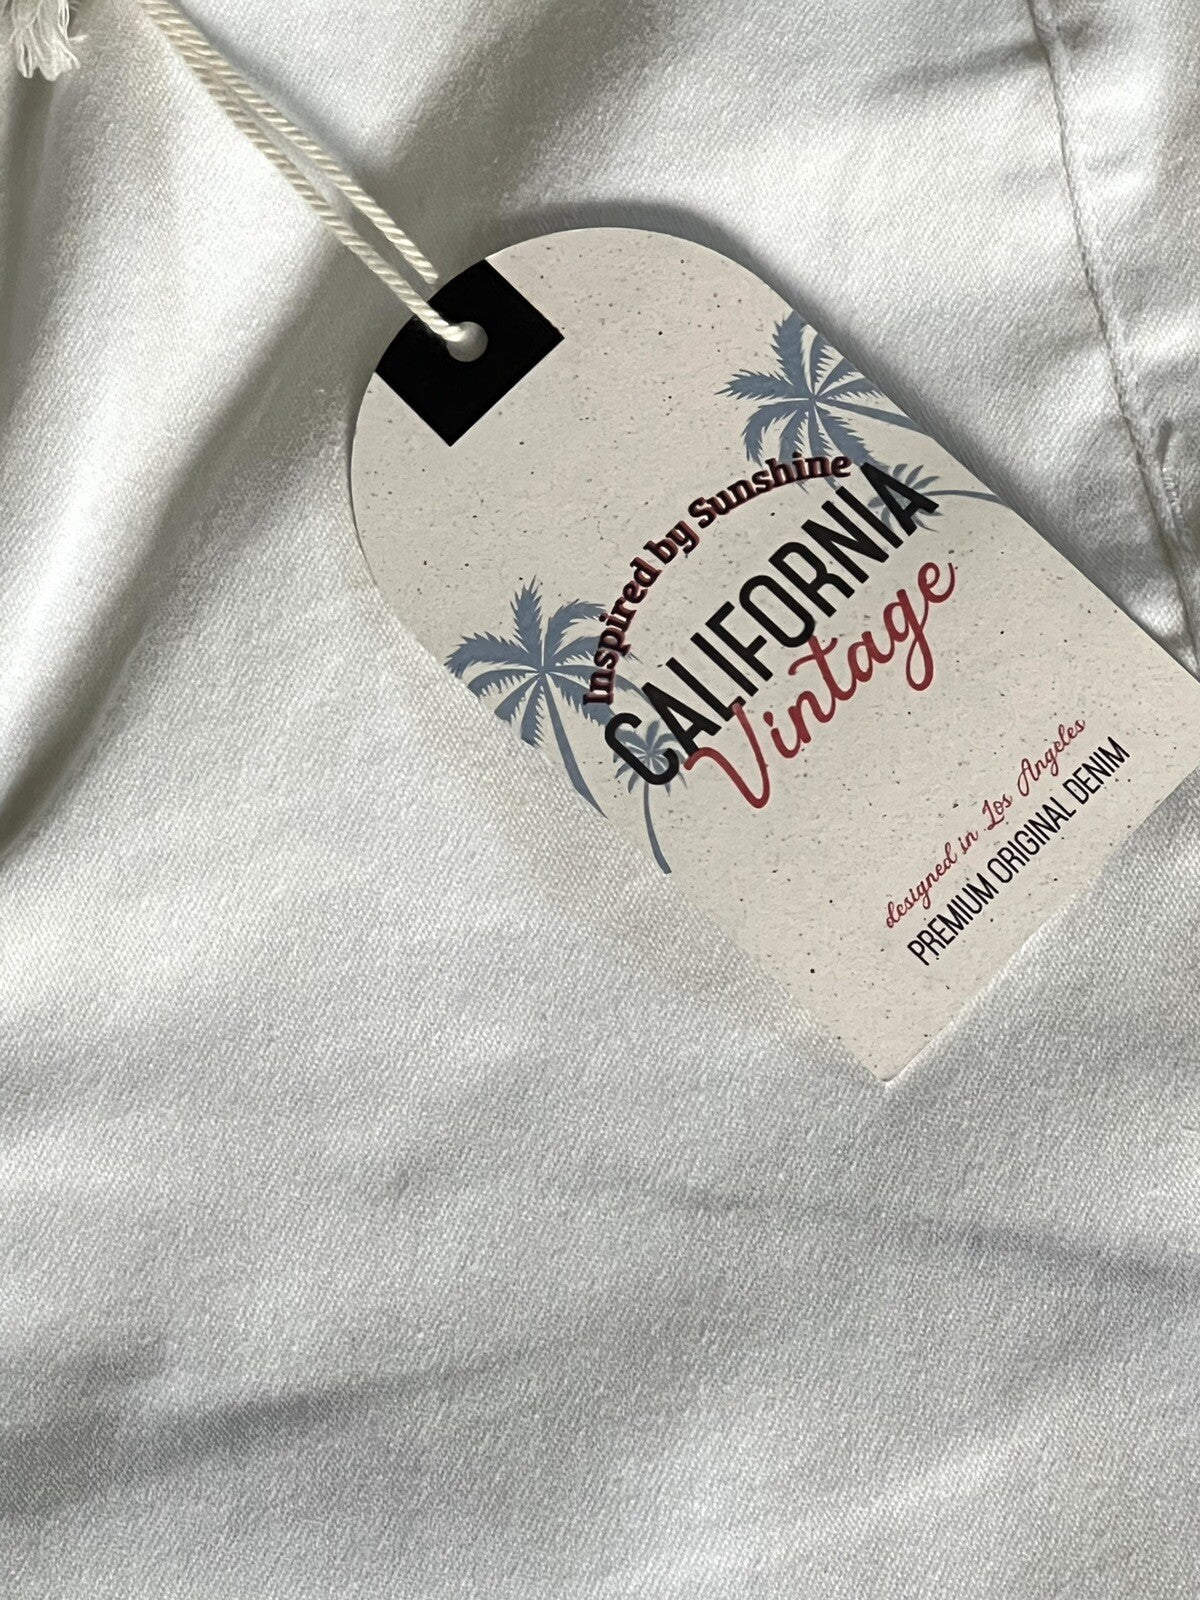 Inspired by Sunshine
CALIFORNIA
Vintage
designed in Los Angeles
PREMIUM ORIGINAL DENIM